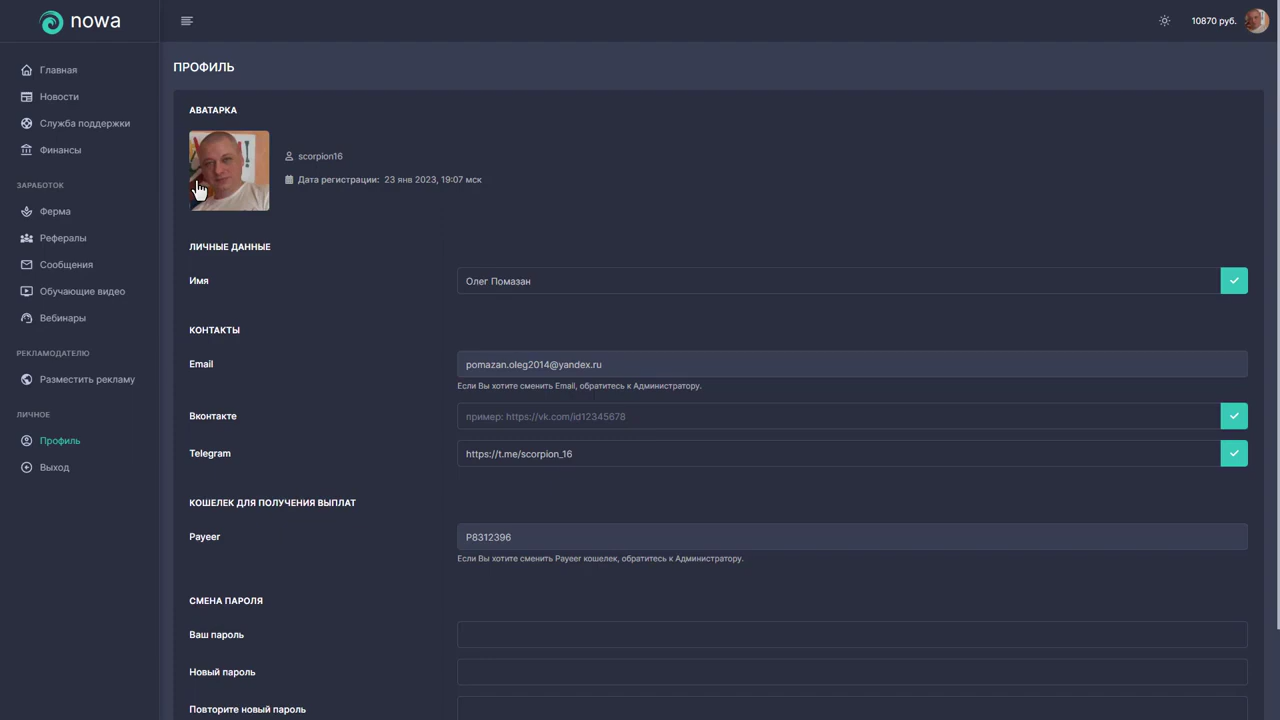 nowa
10870 руб.
Главная
Новости
Служба поддержки
Финансы
ЗАРАБОТОК
Ферма
Рефералы
Сообщения
Обучающие видео
Вебинары
РЕКЛАМОДАТЕЛЮ
Разместить рекламу
ЛИЧНОЕ
Профиль
Выход
ПРОФИЛЬ
АВАТАРКА
scorpion16
Дата регистрации: 23 янв 2023, 19:07 мск
ЛИЧНЫЕ ДАННЫЕ
Имя Олег Помазан
КОНТАКТЫ
Email pomazan.oleg2014@yandex.ru
Если Вы хотите сменить Email, обратитесь к Администратору.
Вконтакте пример: https://vk.com/id12345678
Telegram https://t.me/scorpion_16
КОШЕЛЕК ДЛЯ ПОЛУЧЕНИЯ ВЫПЛАТ
Payeer P8312396
Если Вы хотите сменить Payeer кошелек, обратитесь к Администратору.
СМЕНА ПАРОЛЯ
Ваш пароль
Новый пароль
Повторите новый пароль